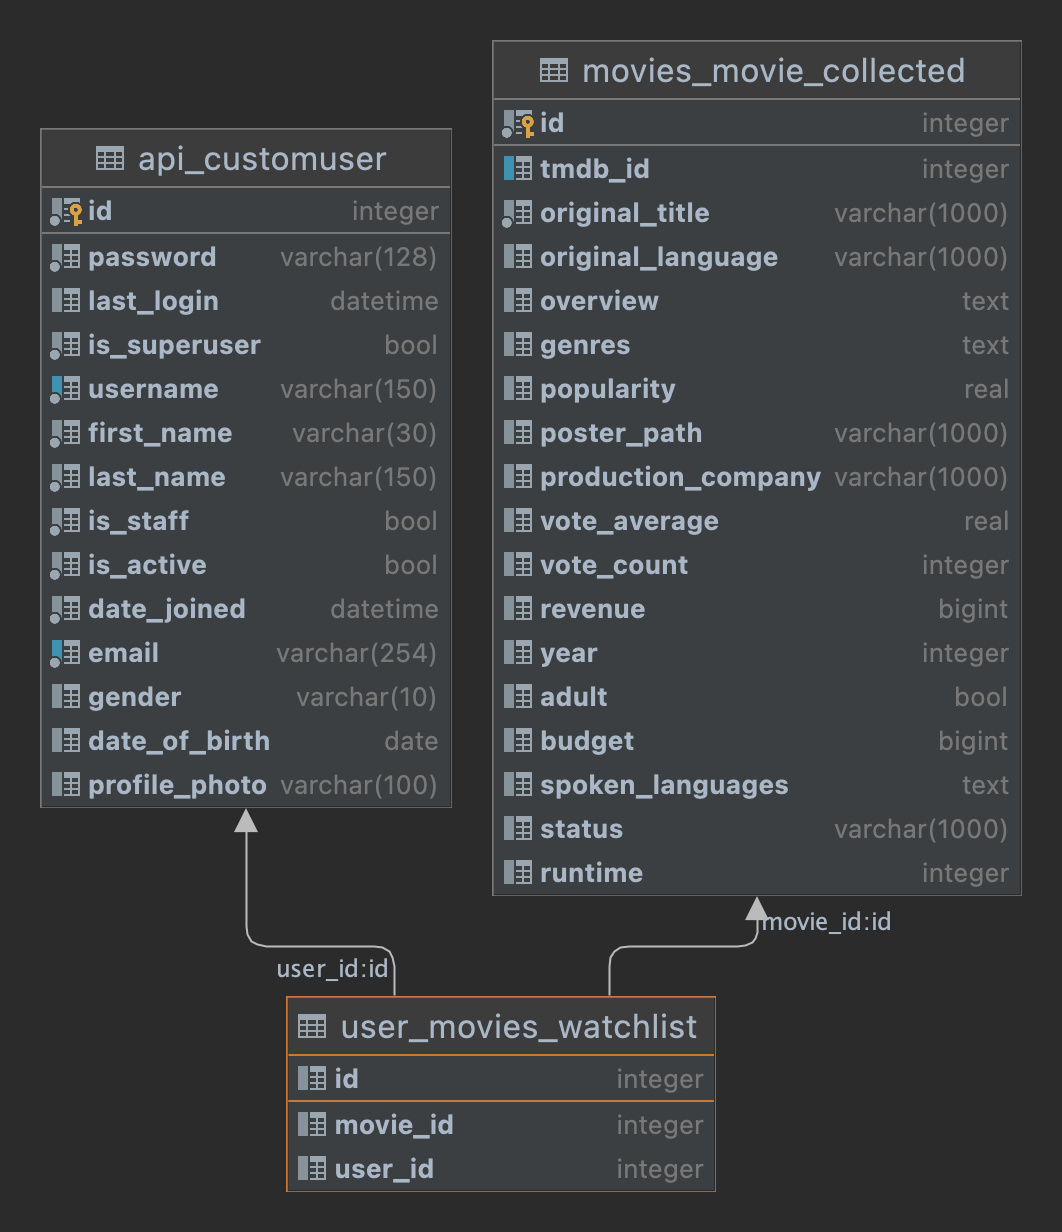 api_customuser
id integer
password varchar(128)
last_login datetime
is_superuser bool
username varchar(150)
first_name varchar(30)
last_name varchar(150)
is_staff bool
is_active bool
date_joined datetime
email varchar(254)
gender varchar(10)
date_of_birth date
profile_photo varchar(100)
movies_movie_collected
id integer
tmdb_id integer
original_title varchar(1000)
original_language varchar(1000)
overview text
genres text
popularity real
poster_path varchar(1000)
production_company varchar(1000)
vote_average real
vote_count integer
revenue bigint
year integer
adult bool
budget bigint
spoken_languages text
status varchar(1000)
runtime integer
movie_id:id
user_id:id
user_movies_watchlist
id integer
movie_id integer
user_id integer